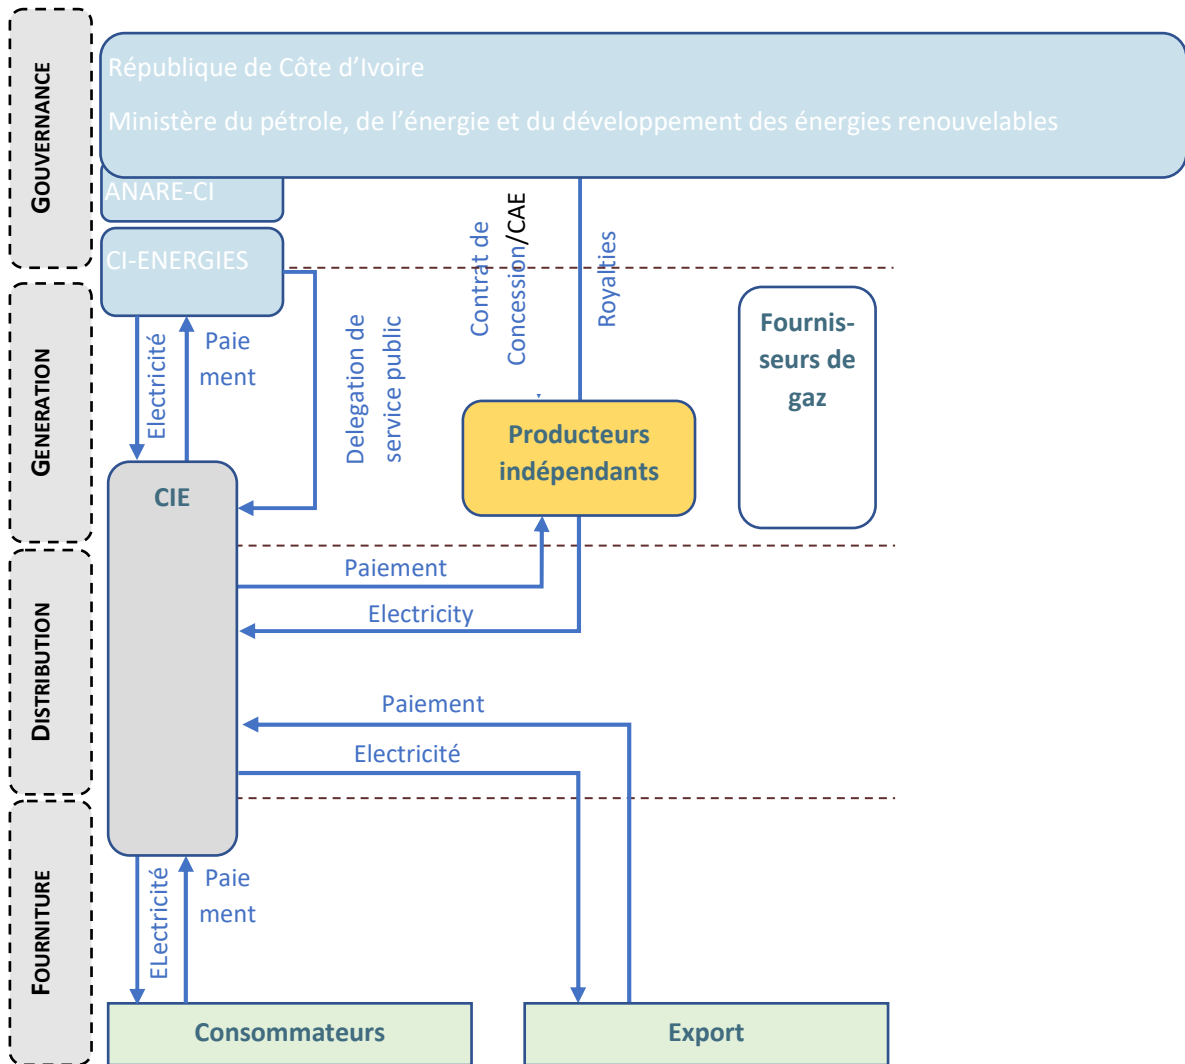 GOUVERNANCE
République de Côte d’Ivoire
Ministère du pétrole, de l’énergie et du développement des énergies renouvelables
ANARE-CI
CI-ENERGIES
Contrat de
Concession/CAE
Royalties
GENERATION
Electricité
Paie
ment
Delegation de
service public
Fournis-
seurs de
gaz
Producteurs
indépendants
CIE
DISTRIBUTION
Paiement
Electricity
Paiement
Electricité
FOURNITURE
ELectricité
Paie
ment
Consommateurs
Export